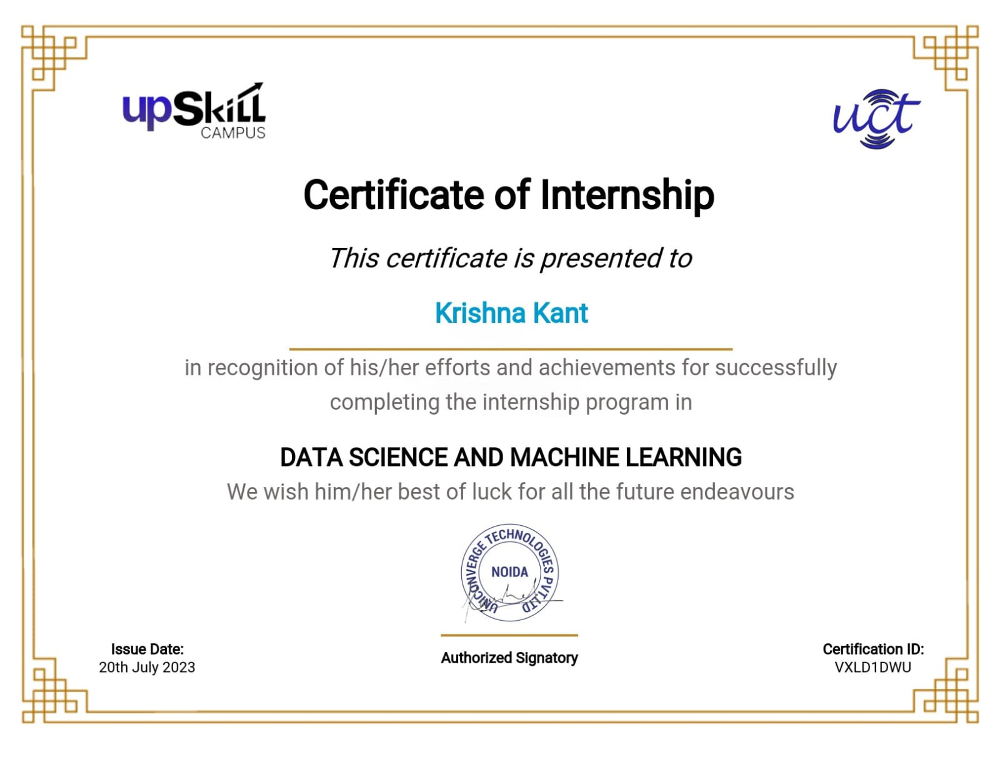 upSkill
CAMPUS
uct
Certificate of Internship
This certificate is presented to
Krishna Kant
in recognition of his/her efforts and achievements for successfully
completing the internship program in
DATA SCIENCE AND MACHINE LEARNING
We wish him/her best of luck for all the future endeavours
UNICONVERGE TECHNOLOGIES PVT.LTD
NOIDA
Issue Date:
20th July 2023
Authorized Signatory
Certification ID:
VXLD1DWU